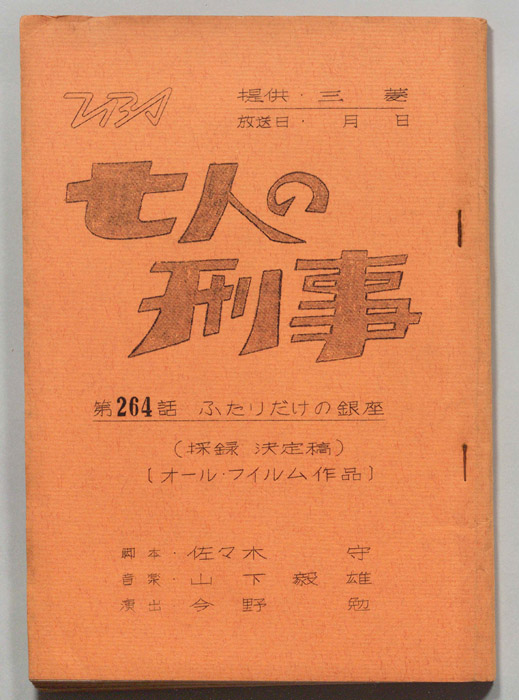 TBS 提供・三菱
放送日・ 月 日
七人の
刑事
第264話 ふたりだけの銀座
(採録 決定稿)
〔オール・フイルム作品〕
脚本・佐々木 守
音楽・山下毅雄
演出 今野 勉